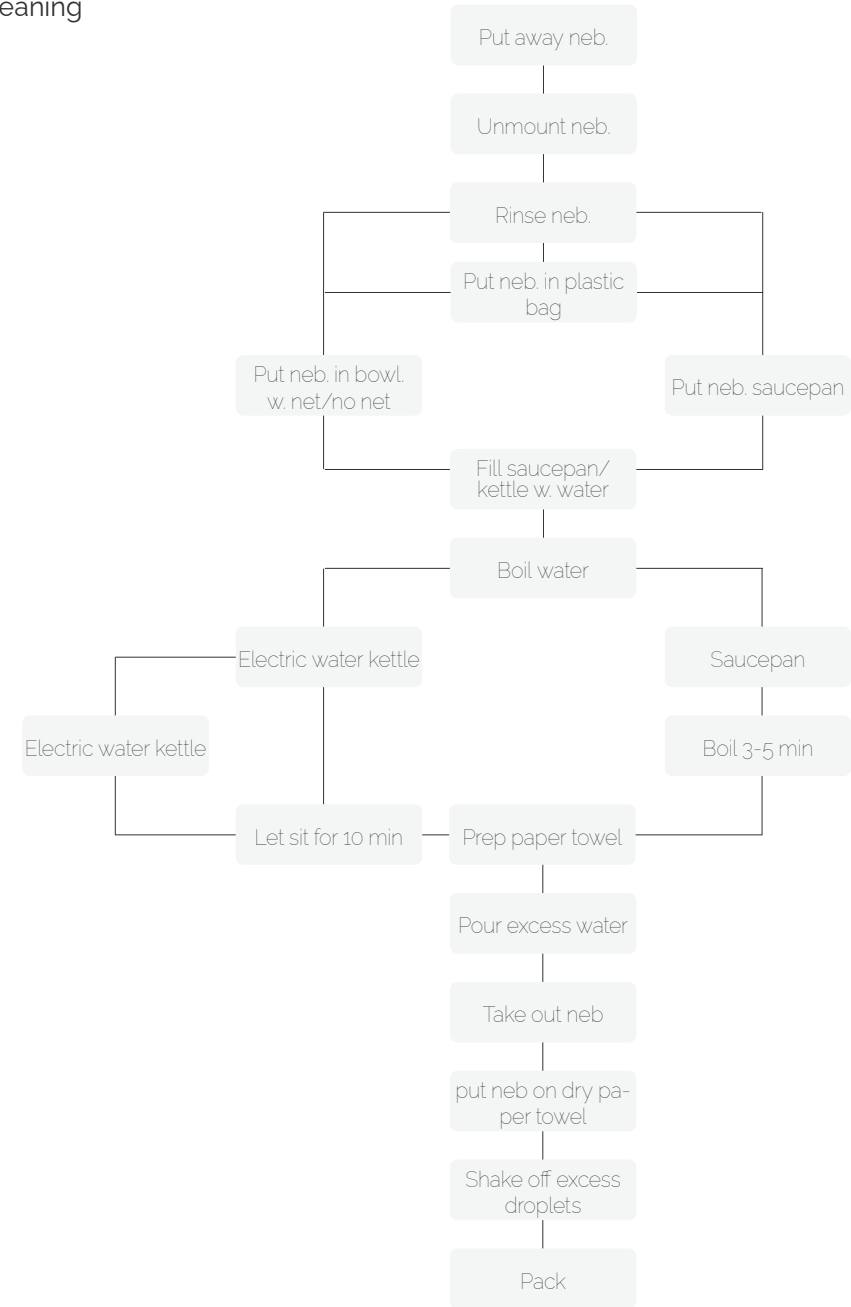 eaning
Put away neb.
Unmount neb.
Rinse neb.
Put neb. in plastic
bag
Put neb. in bowl.
w. net/no net
Put neb. saucepan
Fill saucepan/
kettle w. water
Boil water
Electric water kettle
Saucepan
Electric water kettle
Boil 3-5 min
Let sit for 10 min
Prep paper towel
Pour excess water
Take out neb
put neb on dry pa-
per towel
Shake off excess
droplets
Pack